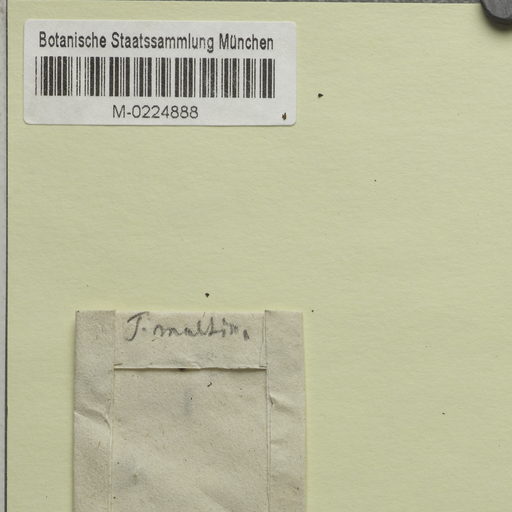 Botanische Staatssammlung München
M-0224888
J.